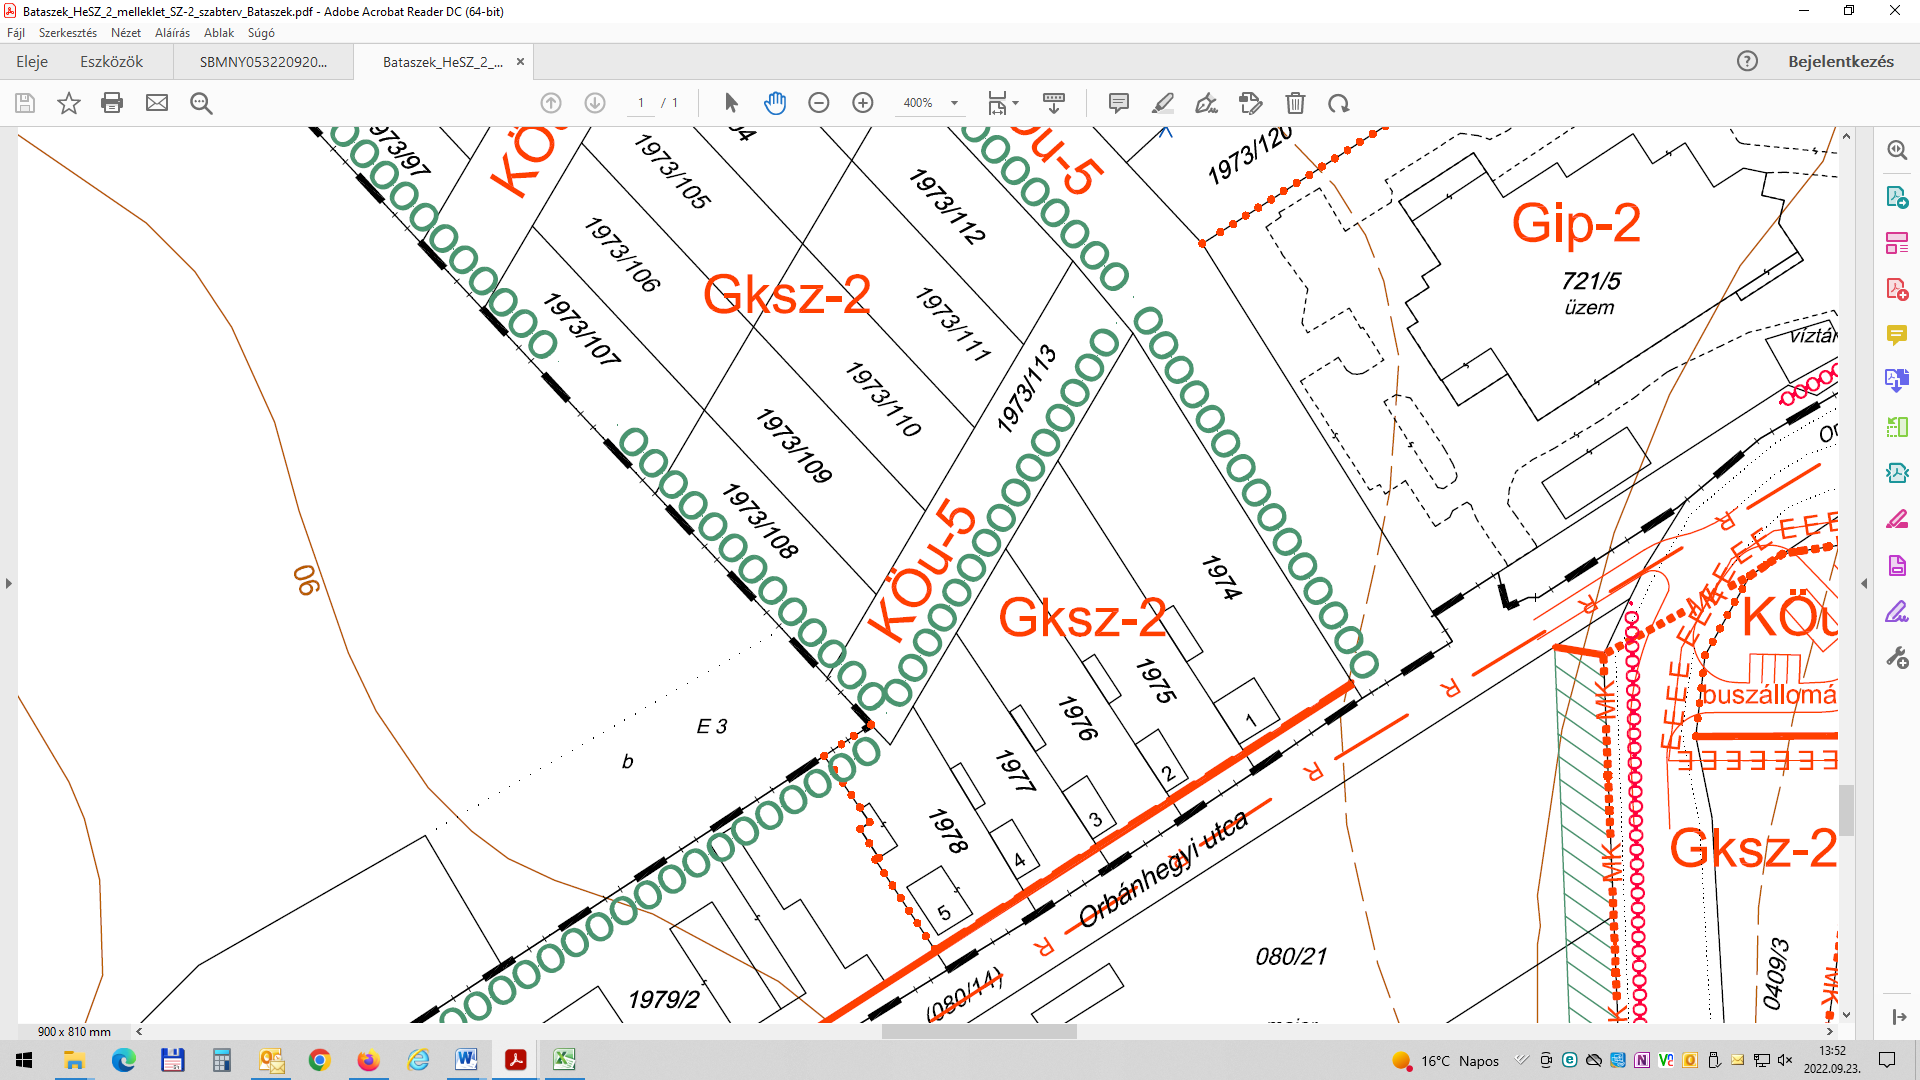 Bataszek_HeSZ_2_melleklet_SZ-2_szabterv_Bataszek.pdf - Adobe Acrobat Reader DC (64-bit)
Fájl Szerkesztés Nézet Aláírás Ablak Súgó
Eleje Eszközök SBMNY053220920... Bataszek_HeSZ_2_... × Bejelentkezés
1 / 1 400%
1973/97
1973/105
1973/112
1973/120
1973/106
1973/107
Gksz-2
1973/111
1973/110
1973/113
1973/109
1973/108
Gip-2
721/5
üzem
KÖu-5
1974
Gksz-2
1975
1976
1977
1978
1
2
3
4
5
90
E 3
b
Orbánhegyi utca
080/21
(080/14)
1979/2
R
R
R
R
R
MK
MK
Gksz-2
0409/3
900 x 810 mm
16°C Napos
13:52
2022.09.23.